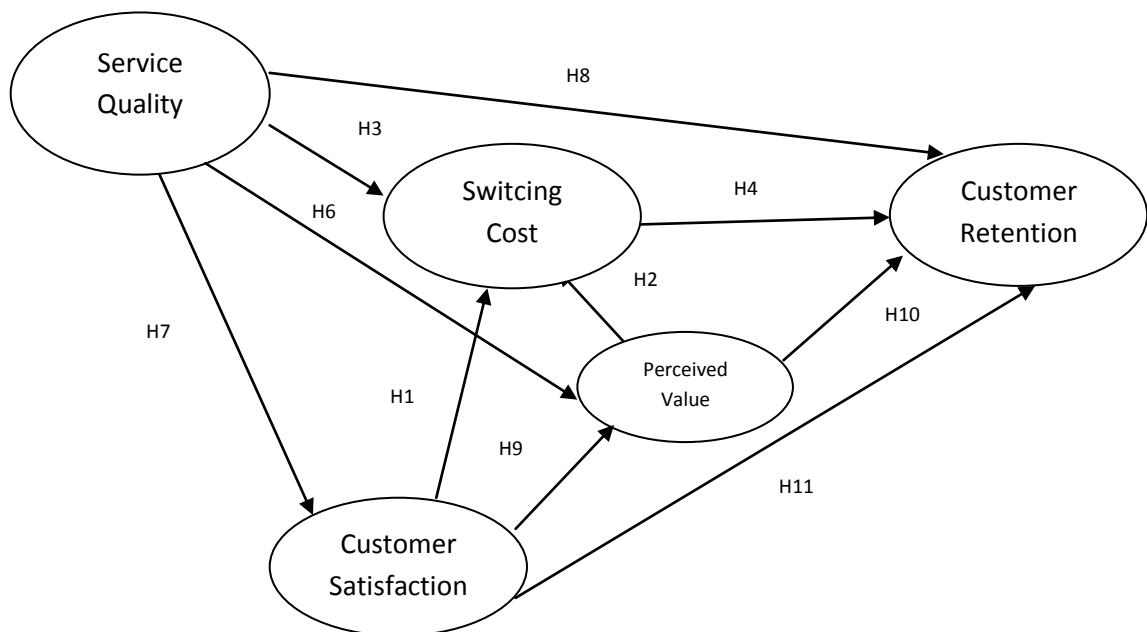 Service
Quality
H8
H3
Switcing
Cost
H4
Customer
Retention
H6
H2
H10
H7
Perceived
Value
H1
H9
H11
Customer
Satisfaction